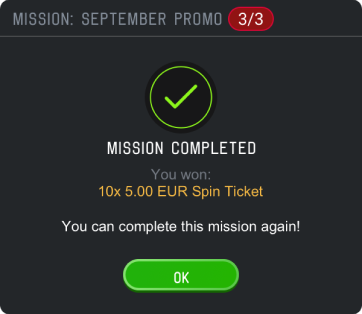 MISSION: SEPTEMBER PROMO 3/3
MISSION COMPLETED
You won:
10x 5.00 EUR Spin Ticket
You can complete this mission again!
OK